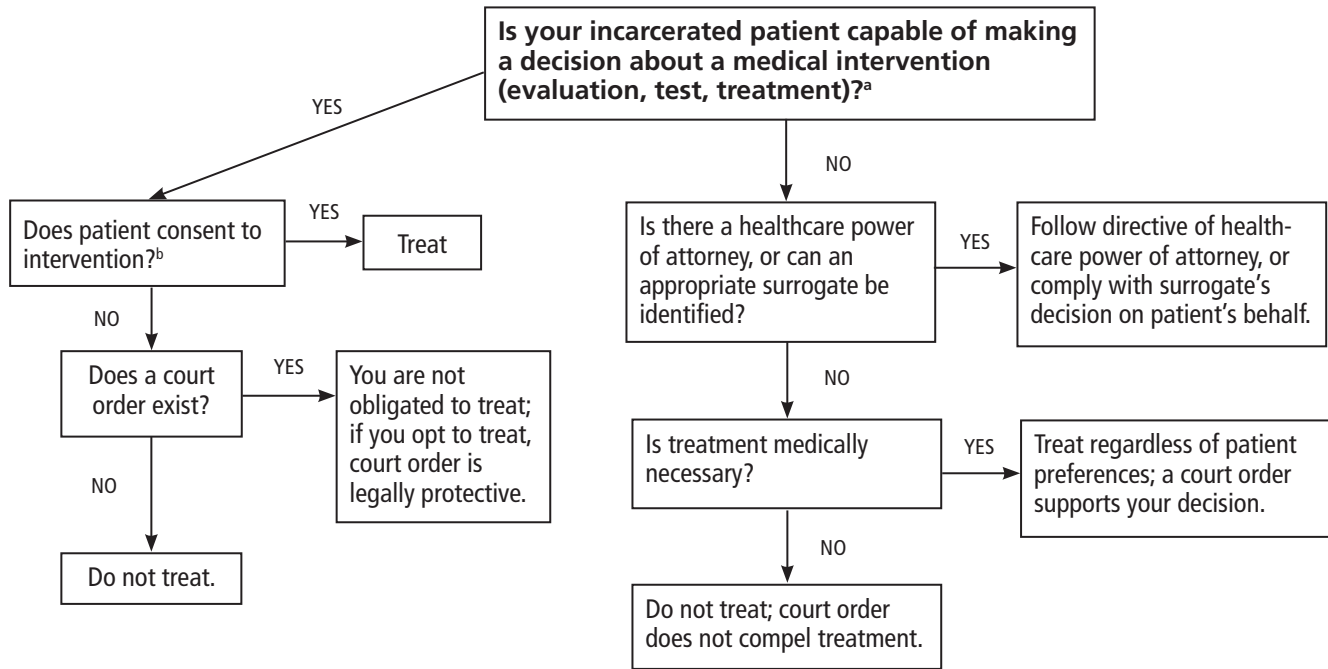 Is your incarcerated patient capable of making
a decision about a medical intervention
(evaluation, test, treatment)?ᵃ
YES
NO
Does patient consent to
intervention?ᵇ
YES
Treat
NO
Does a court
order exist?
YES
You are not
obligated to treat;
if you opt to treat,
court order is
legally protective.
NO
Do not treat.
Is there a healthcare power
of attorney, or can an
appropriate surrogate be
identified?
YES
Follow directive of health-
care power of attorney, or
comply with surrogate’s
decision on patient’s behalf.
NO
Is treatment medically
necessary?
YES
Treat regardless of patient
preferences; a court order
supports your decision.
NO
Do not treat; court order
does not compel treatment.